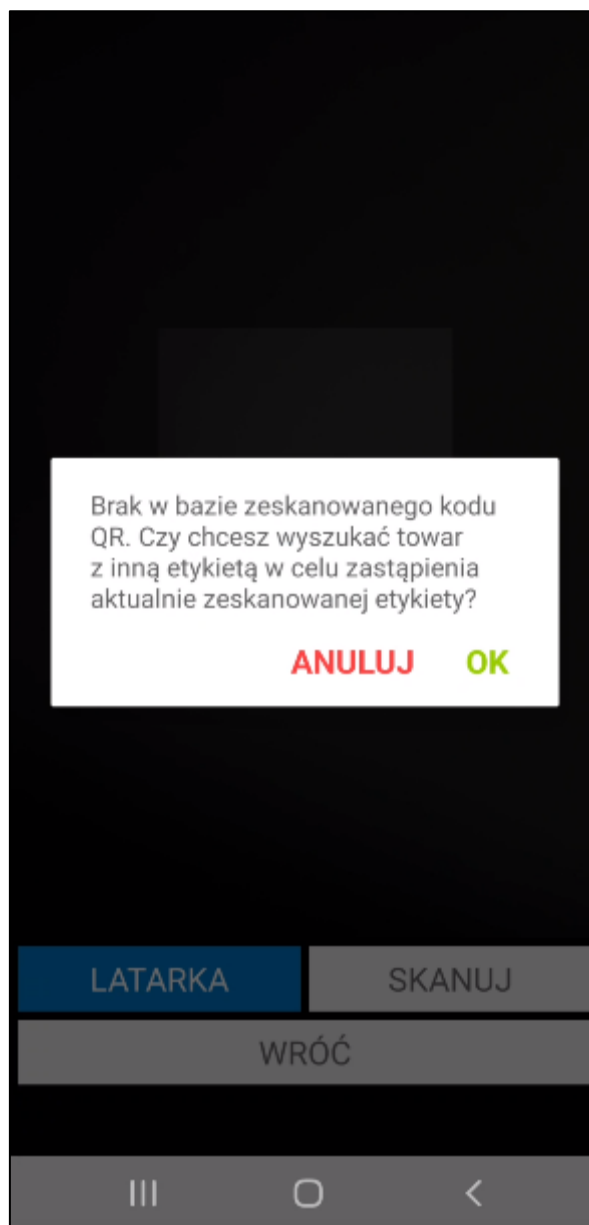 Brak w bazie zeskanowanego kodu
QR. Czy chcesz wyszukać towar
z inną etykietą w celu zastąpienia
aktualnie zeskanowanej etykiety?
ANULUJ OK
LATARKA SKANUJ
WRÓĆ